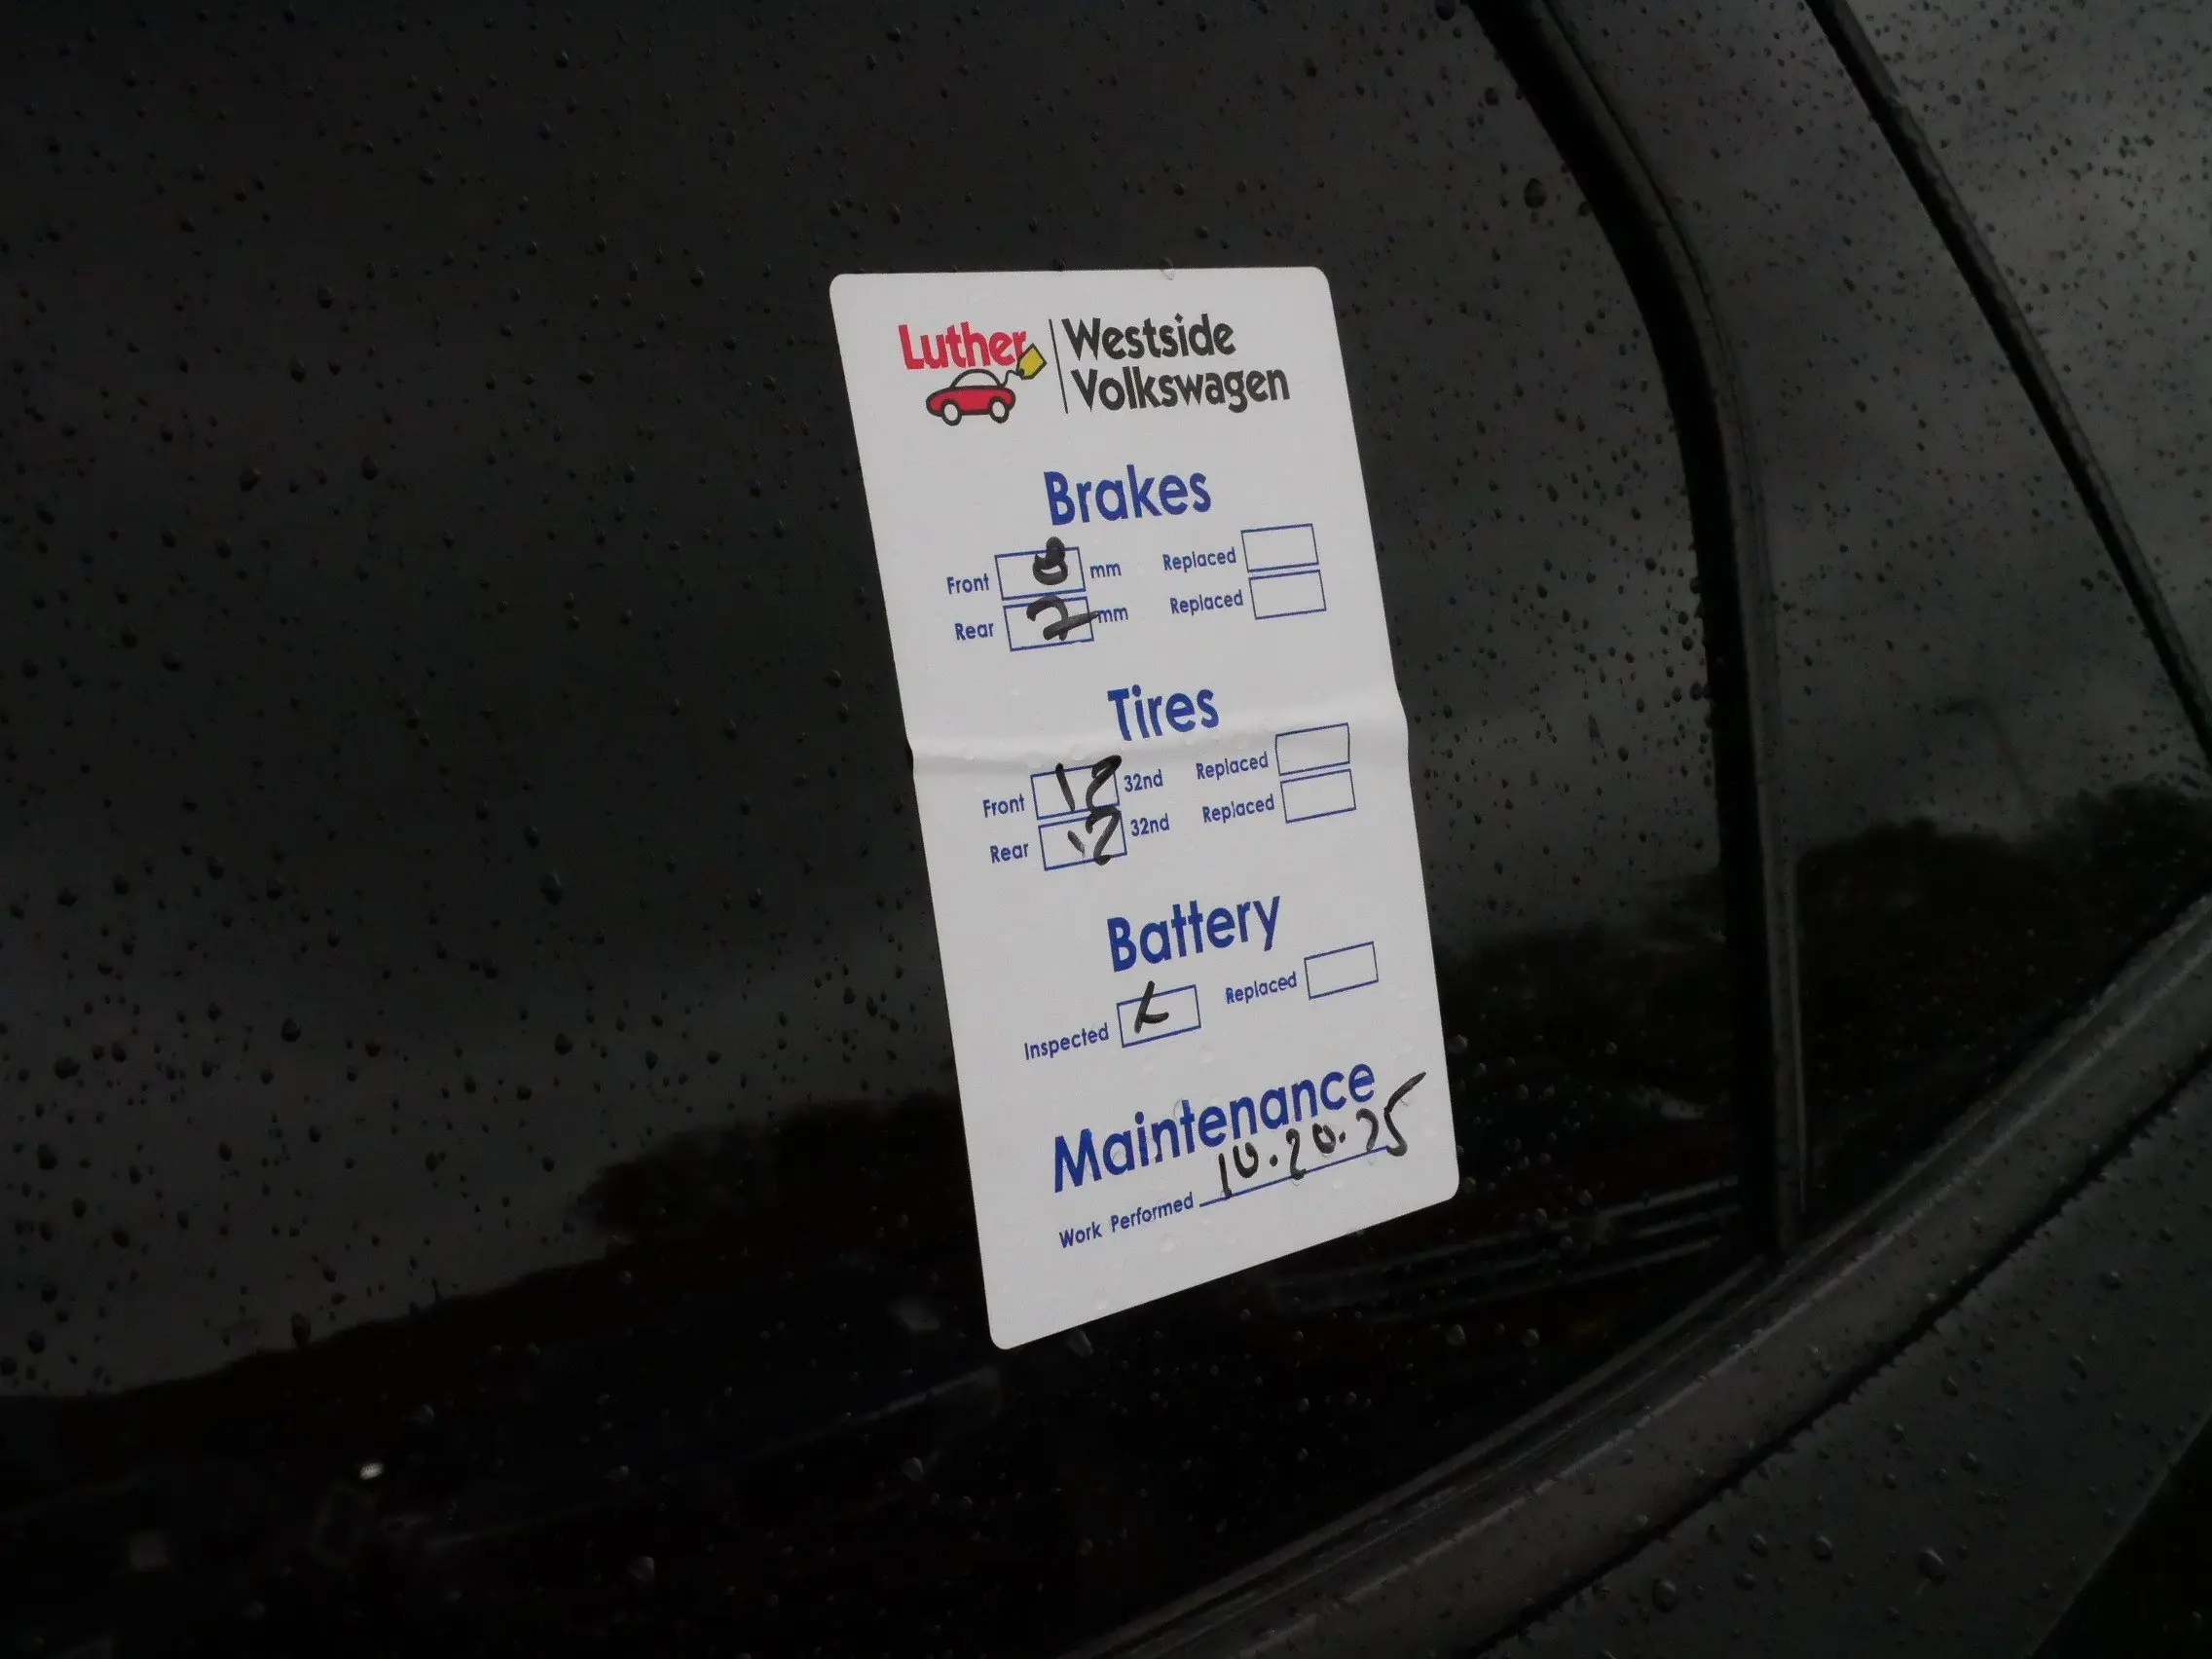 Luther Westside
Volkswagen
Brakes
Front 8 mm Replaced
Rear mm Replaced
Tires
Front 12 32nd Replaced
Rear 12 32nd Replaced
Battery
Inspected Replaced
Maintenance
Work Performed 10.20.25